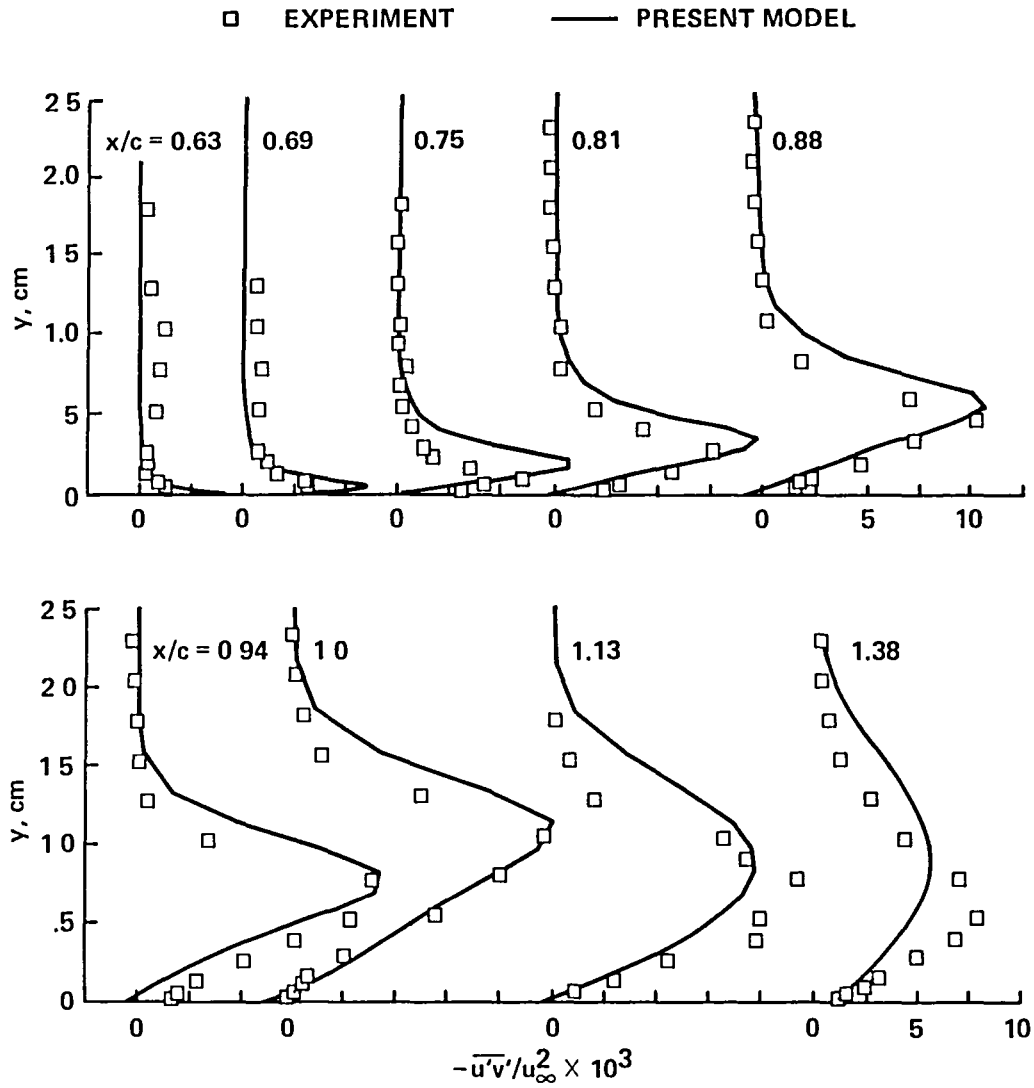 EXPERIMENT PRESENT MODEL
2 5
x/c = 0.63 0.69 0.75 0.81 0.88
2.0
1.5
y, cm
1.0
5
0
0 0 0 0 0 5 10
2 5
x/c = 0 94 1 0 1.13 1.38
2 0
1 5
y, cm
1 0
.5
0
0 0 0 0 5 10
-u'v'/u²∞ × 10³